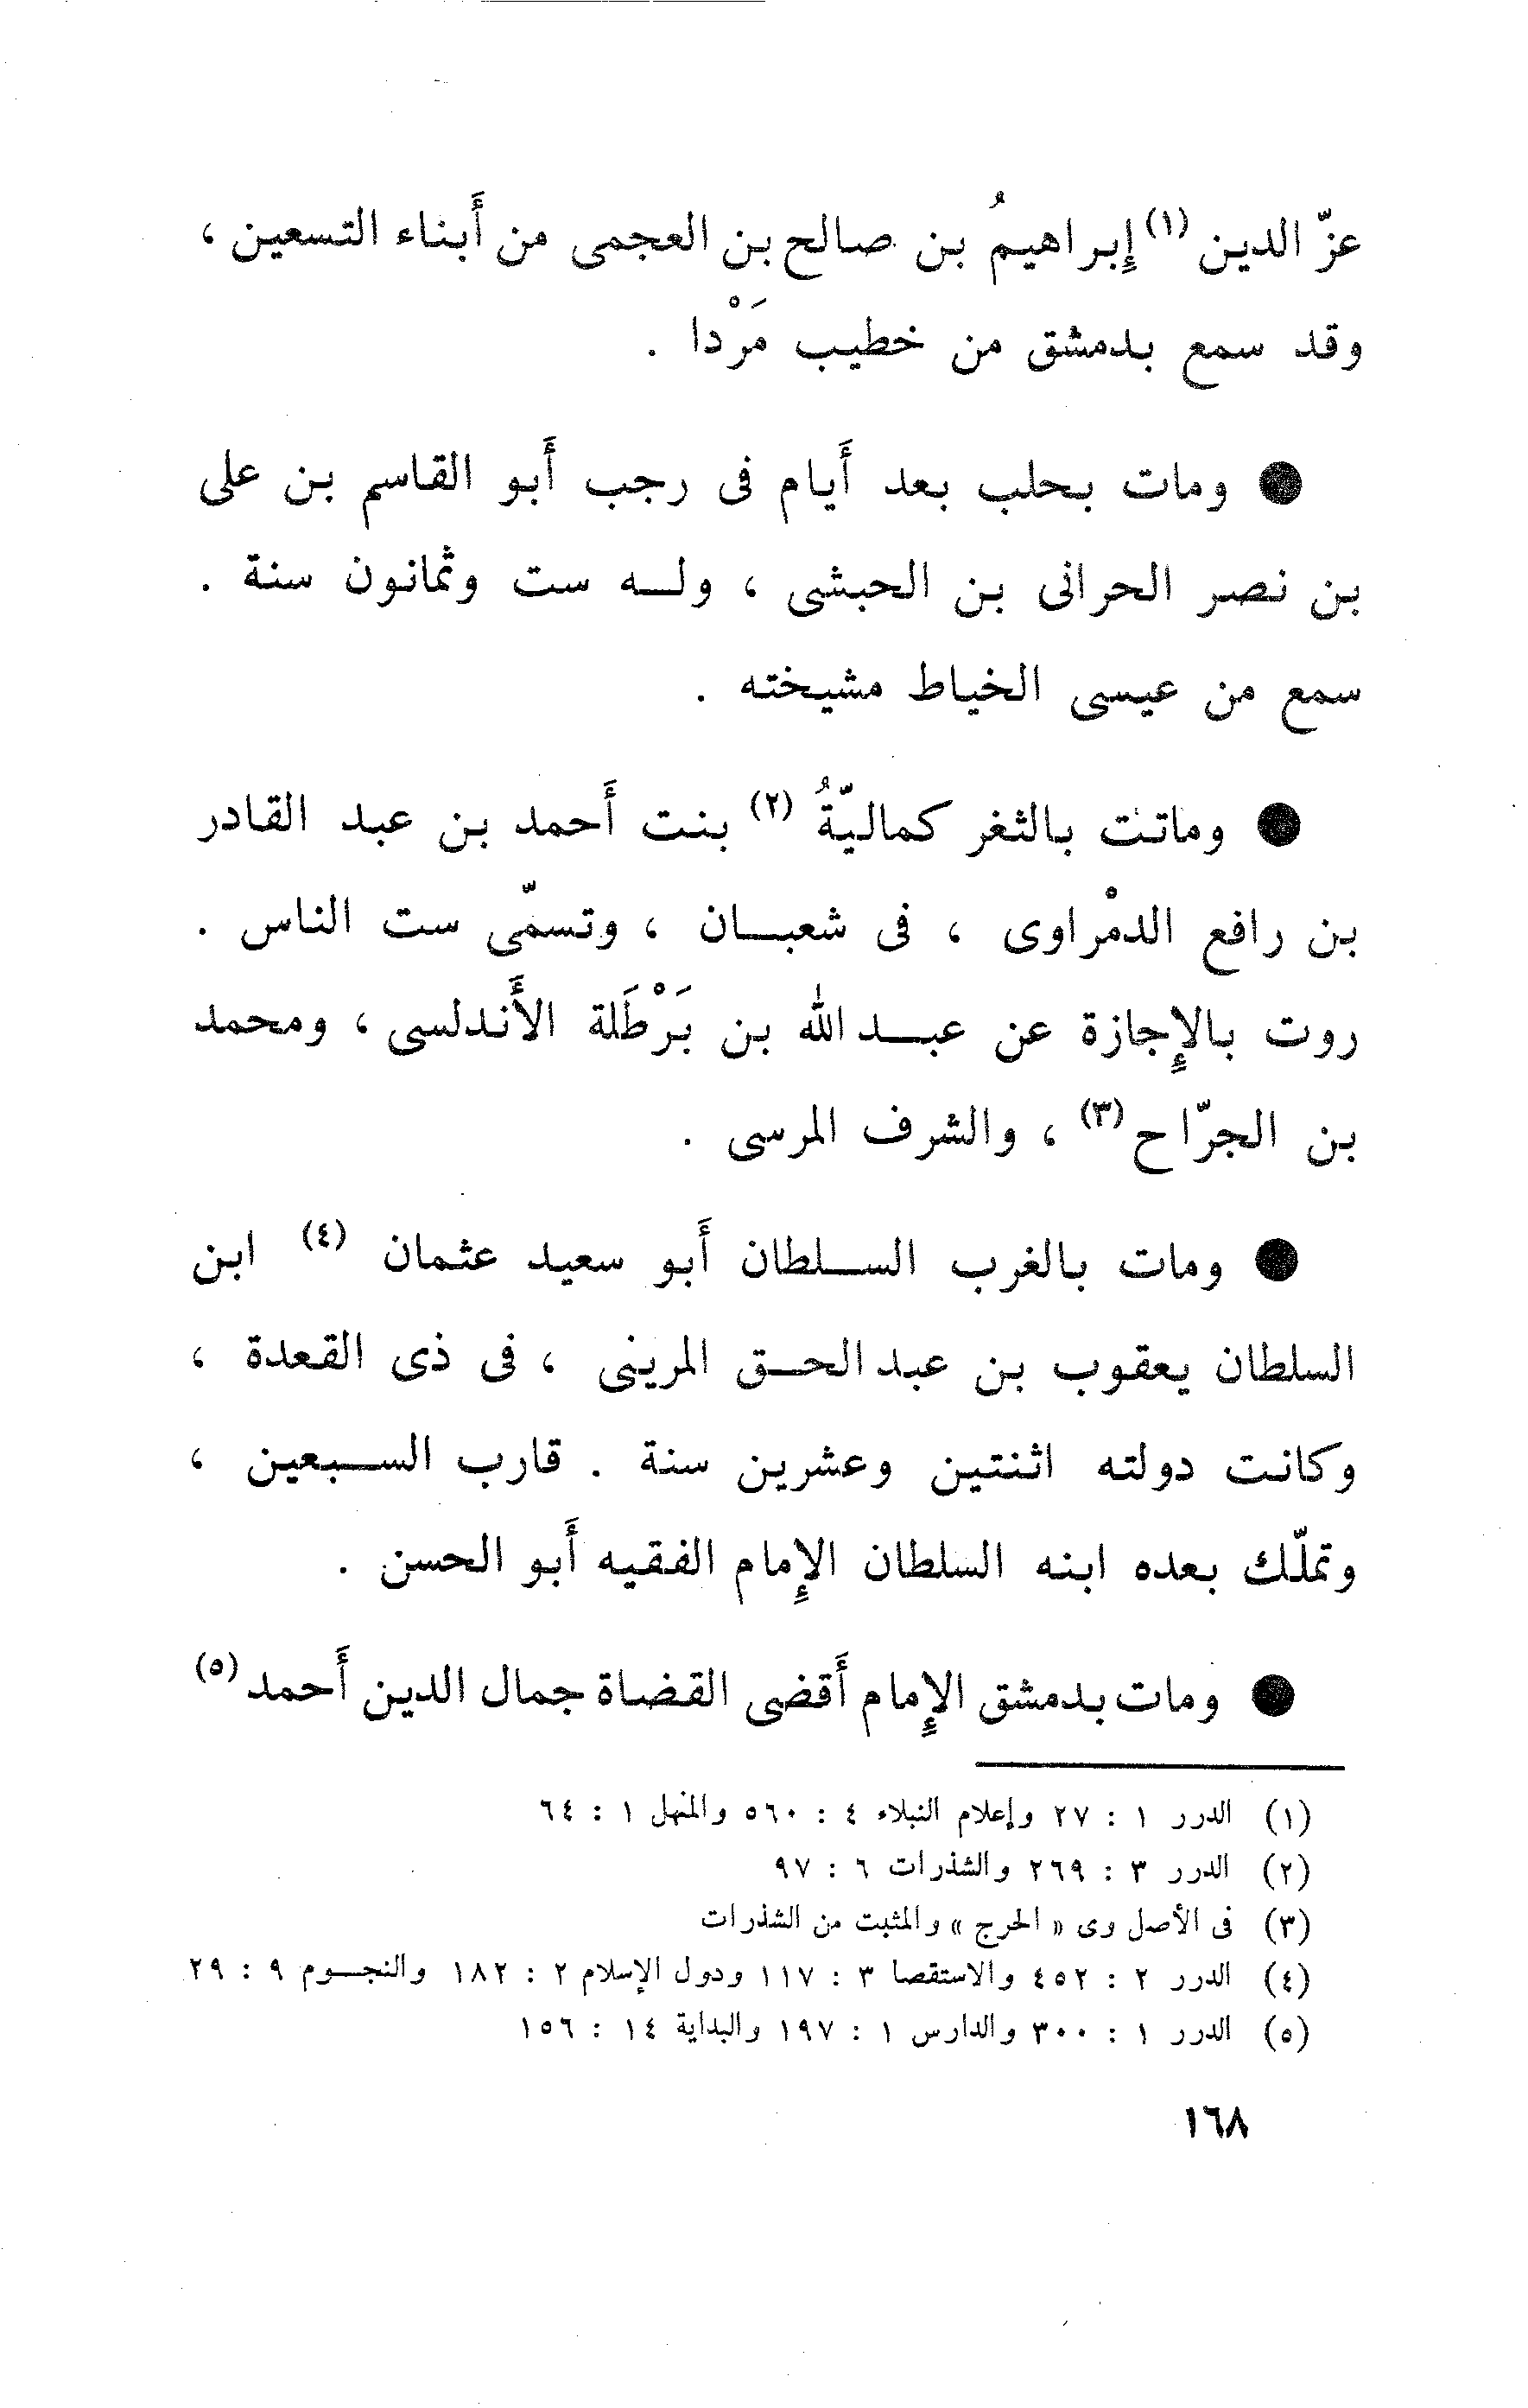 عزّ الدين (١) إِبراهيمُ بن صالح بن العجمى من أَبناء التسعين ،
وقد سمع بدمشق من خطيب مَرْدا .
● ومات بحلب بعد أَيام فى رجب أَبو القاسم بن على
بن نصر الحرانى بن الحبشى ، ولـه ست وثمانون سنة .
سمع من عيسى الخياط مشيخته .
● وماتت بالثغر كماليّةُ (٢) بنت أَحمد بن عبد القادر
بن رافع الدمْراوى ، فى شعبـان ، وتسمّى ست الناس .
روت بالإِجازة عن عبـد الله بن بَرْطَلة الأَندلسى ، ومحمد
بن الجرّاح (٣) ، والشرف المرسى .
● ومات بالغرب السـلطان أَبو سعيد عثمان (٤) ابن
السلطان يعقوب بن عبد الحـق المرينى ، فى ذى القعدة ،
وكانت دولته اثنتين وعشرين سنة . قارب السـبعين ،
وتملّك بعده ابنه السلطان الإِمام الفقيه أَبو الحسن .
● ومات بدمشق الإِمام أَقضى القضاة جمال الدين أَحمد (٥)
(١) الدرر ١ : ٢٧ وإعلام النبلاء ٤ : ٥٦٠ والمنهل ١ : ٦٤
(٢) الدرر ٣ : ٢٦٩ والشذرات ٦ : ٩٧
(٣) فى الأصل وى « الحرج » والمثبت من الشذرات
(٤) الدرر ٢ : ٤٥٢ والاستقصا ٣ : ١١٧ ودول الإسلام ٢ : ١٨٢ والنجـوم ٩ : ٢٩
(٥) الدرر ١ : ٣٠٠ والدارس ١ : ١٩٧ والبداية ١٤ : ١٥٦
١٦٨